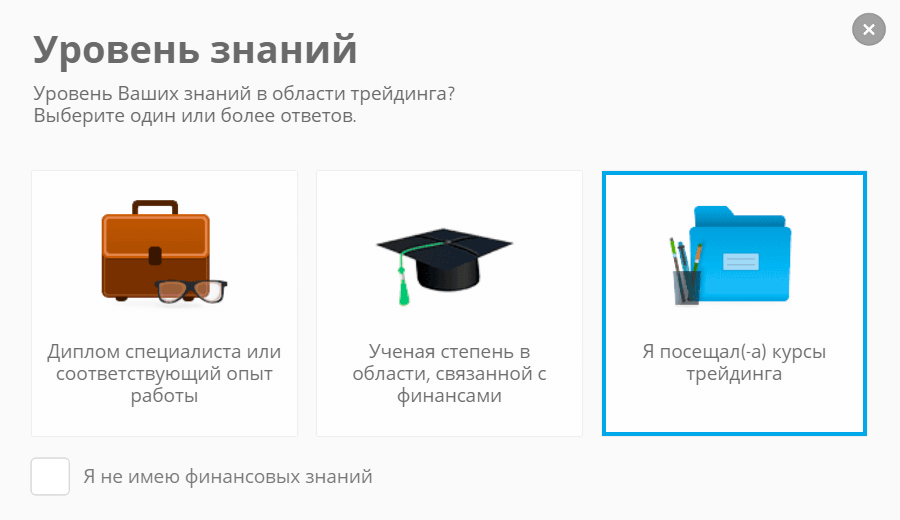 Уровень знаний
Уровень Ваших знаний в области трейдинга?
Выберите один или более ответов.
Диплом специалиста или
соответствующий опыт
работы
Ученая степень в
области, связанной с
финансами
Я посещал(-а) курсы
трейдинга
Я не имею финансовых знаний